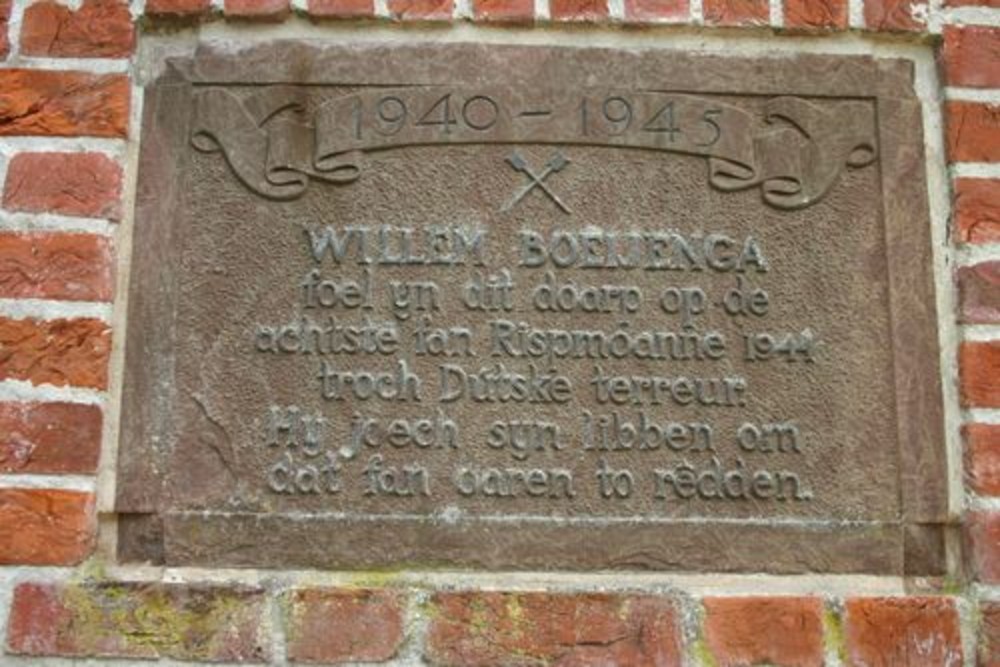 1940 - 1945
WILLEM BOEIJENGA
foel yn dit doarp op de
achtste fan Rispmóanne 1944
troch Dútske terreur.
Hy joech syn libben om
dat fan oaren to rêdden.